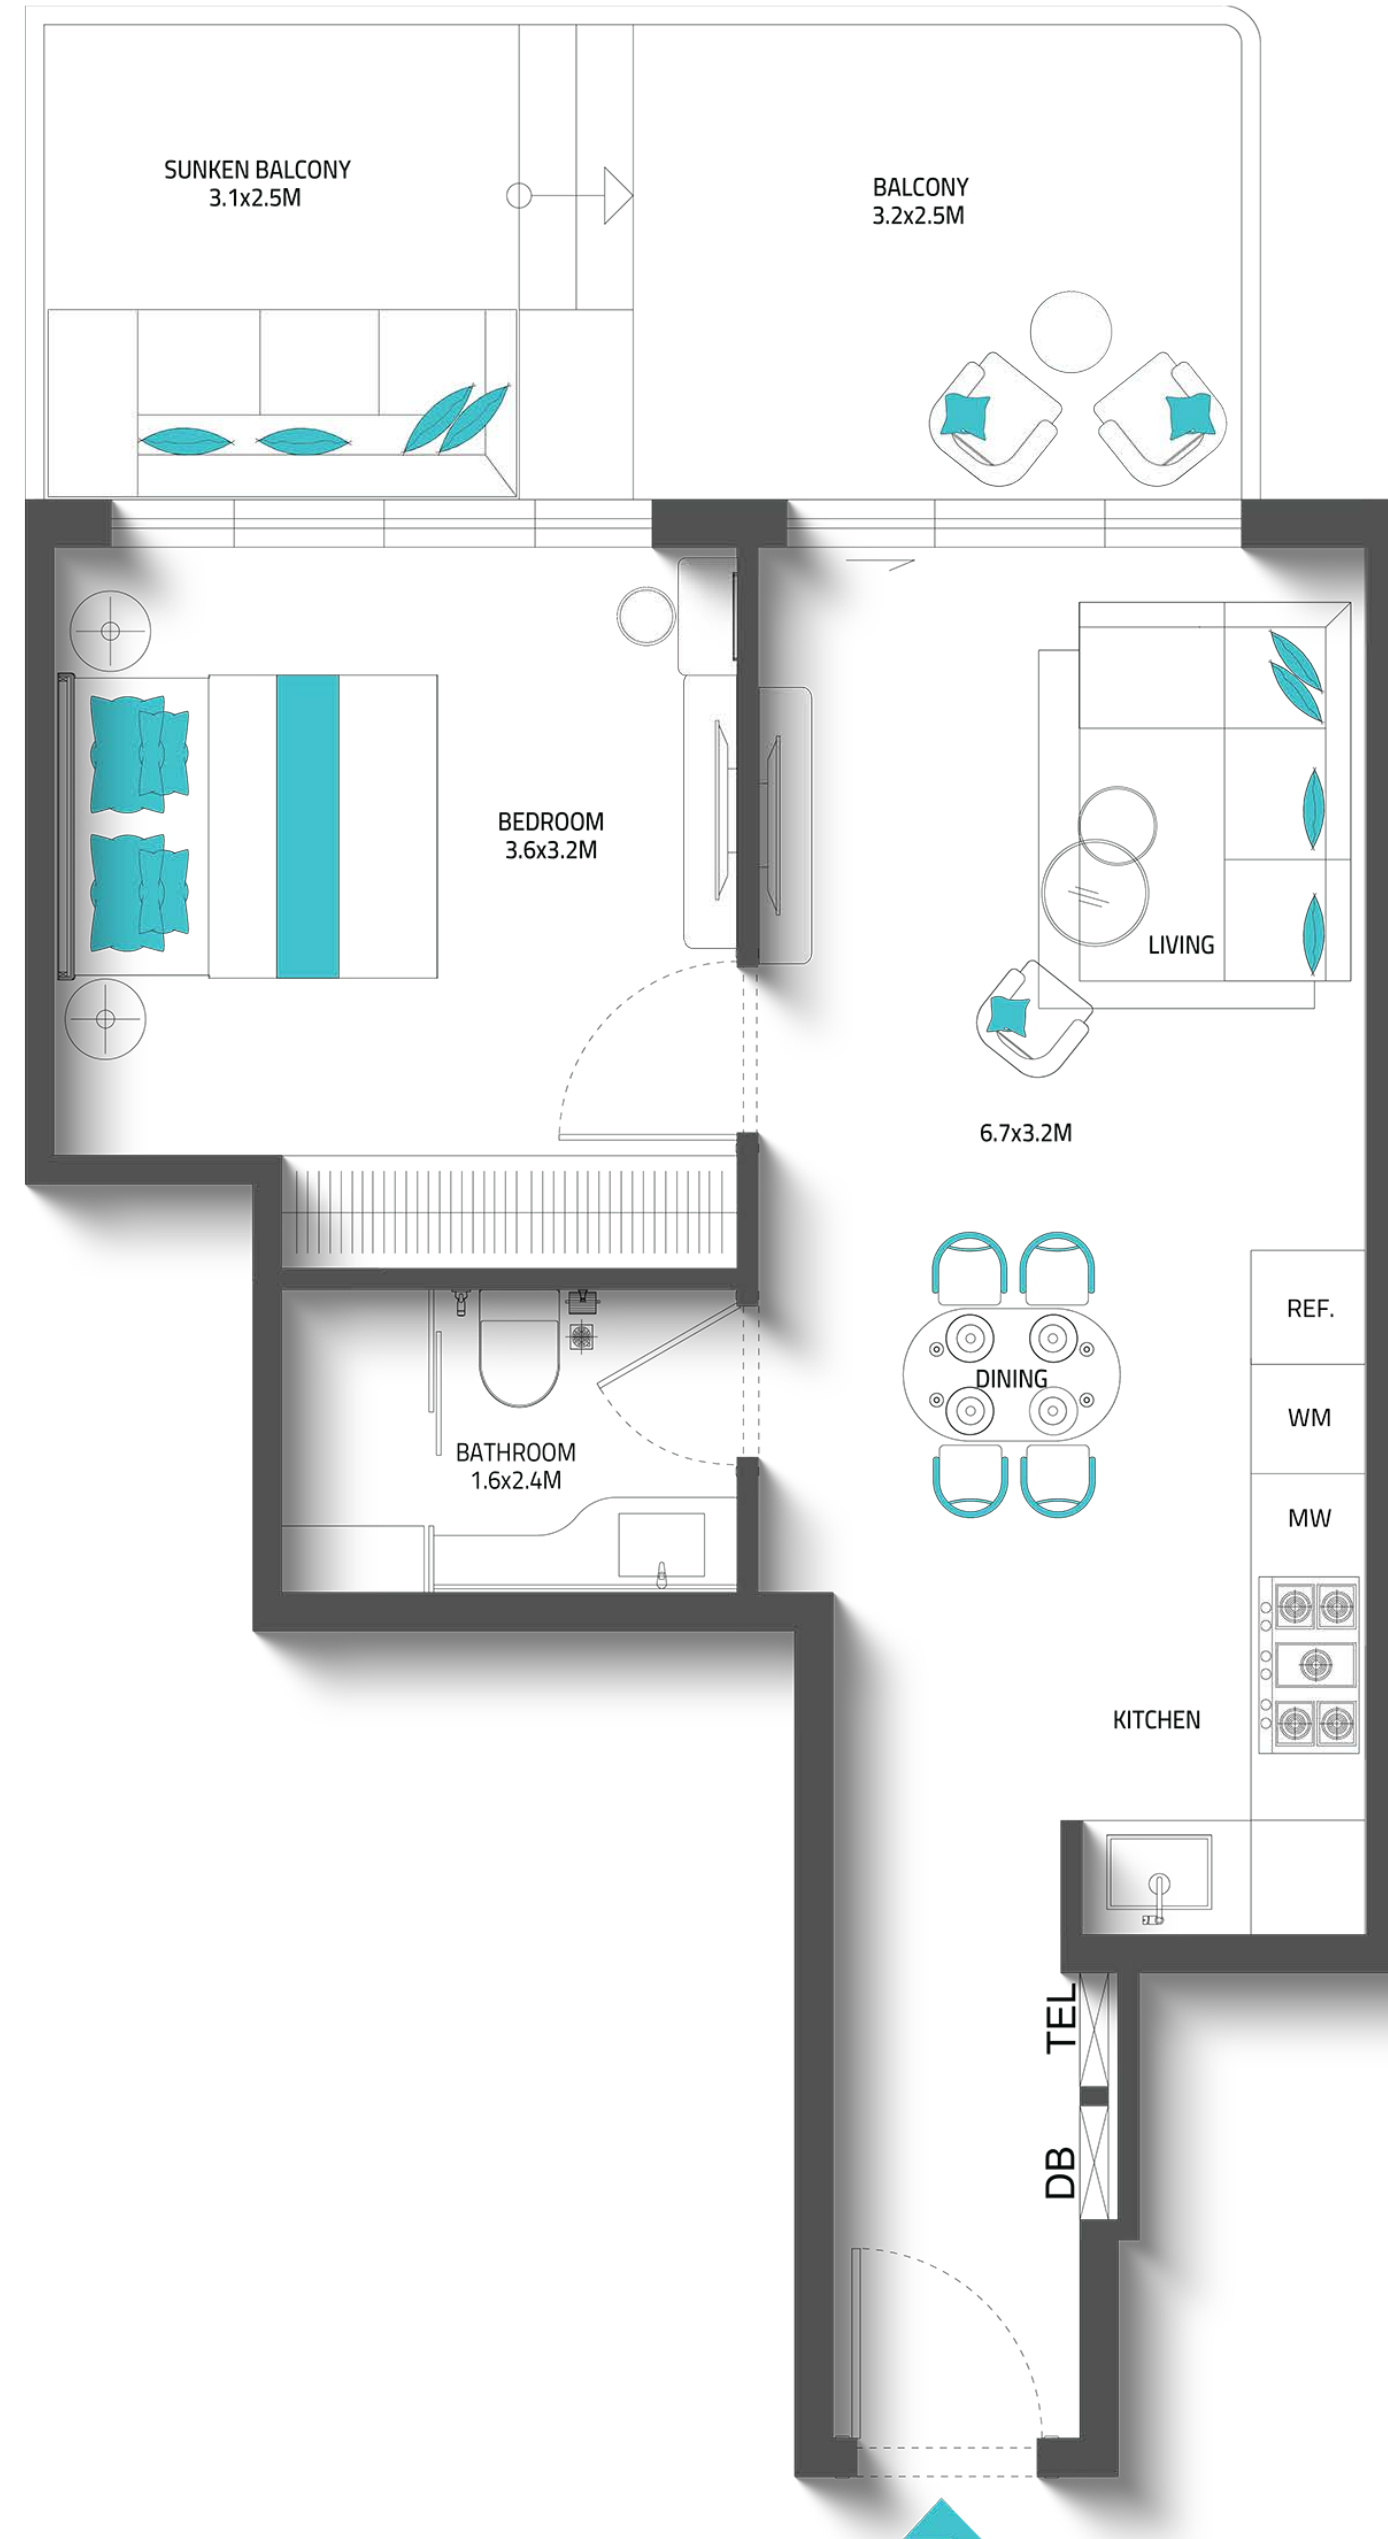 SUNKEN BALCONY
3.1x2.5M
BALCONY
3.2x2.5M
BEDROOM
3.6x3.2M
LIVING
6.7x3.2M
REF.
DINING
WM
BATHROOM
1.6x2.4M
MW
KITCHEN
TEL
DB